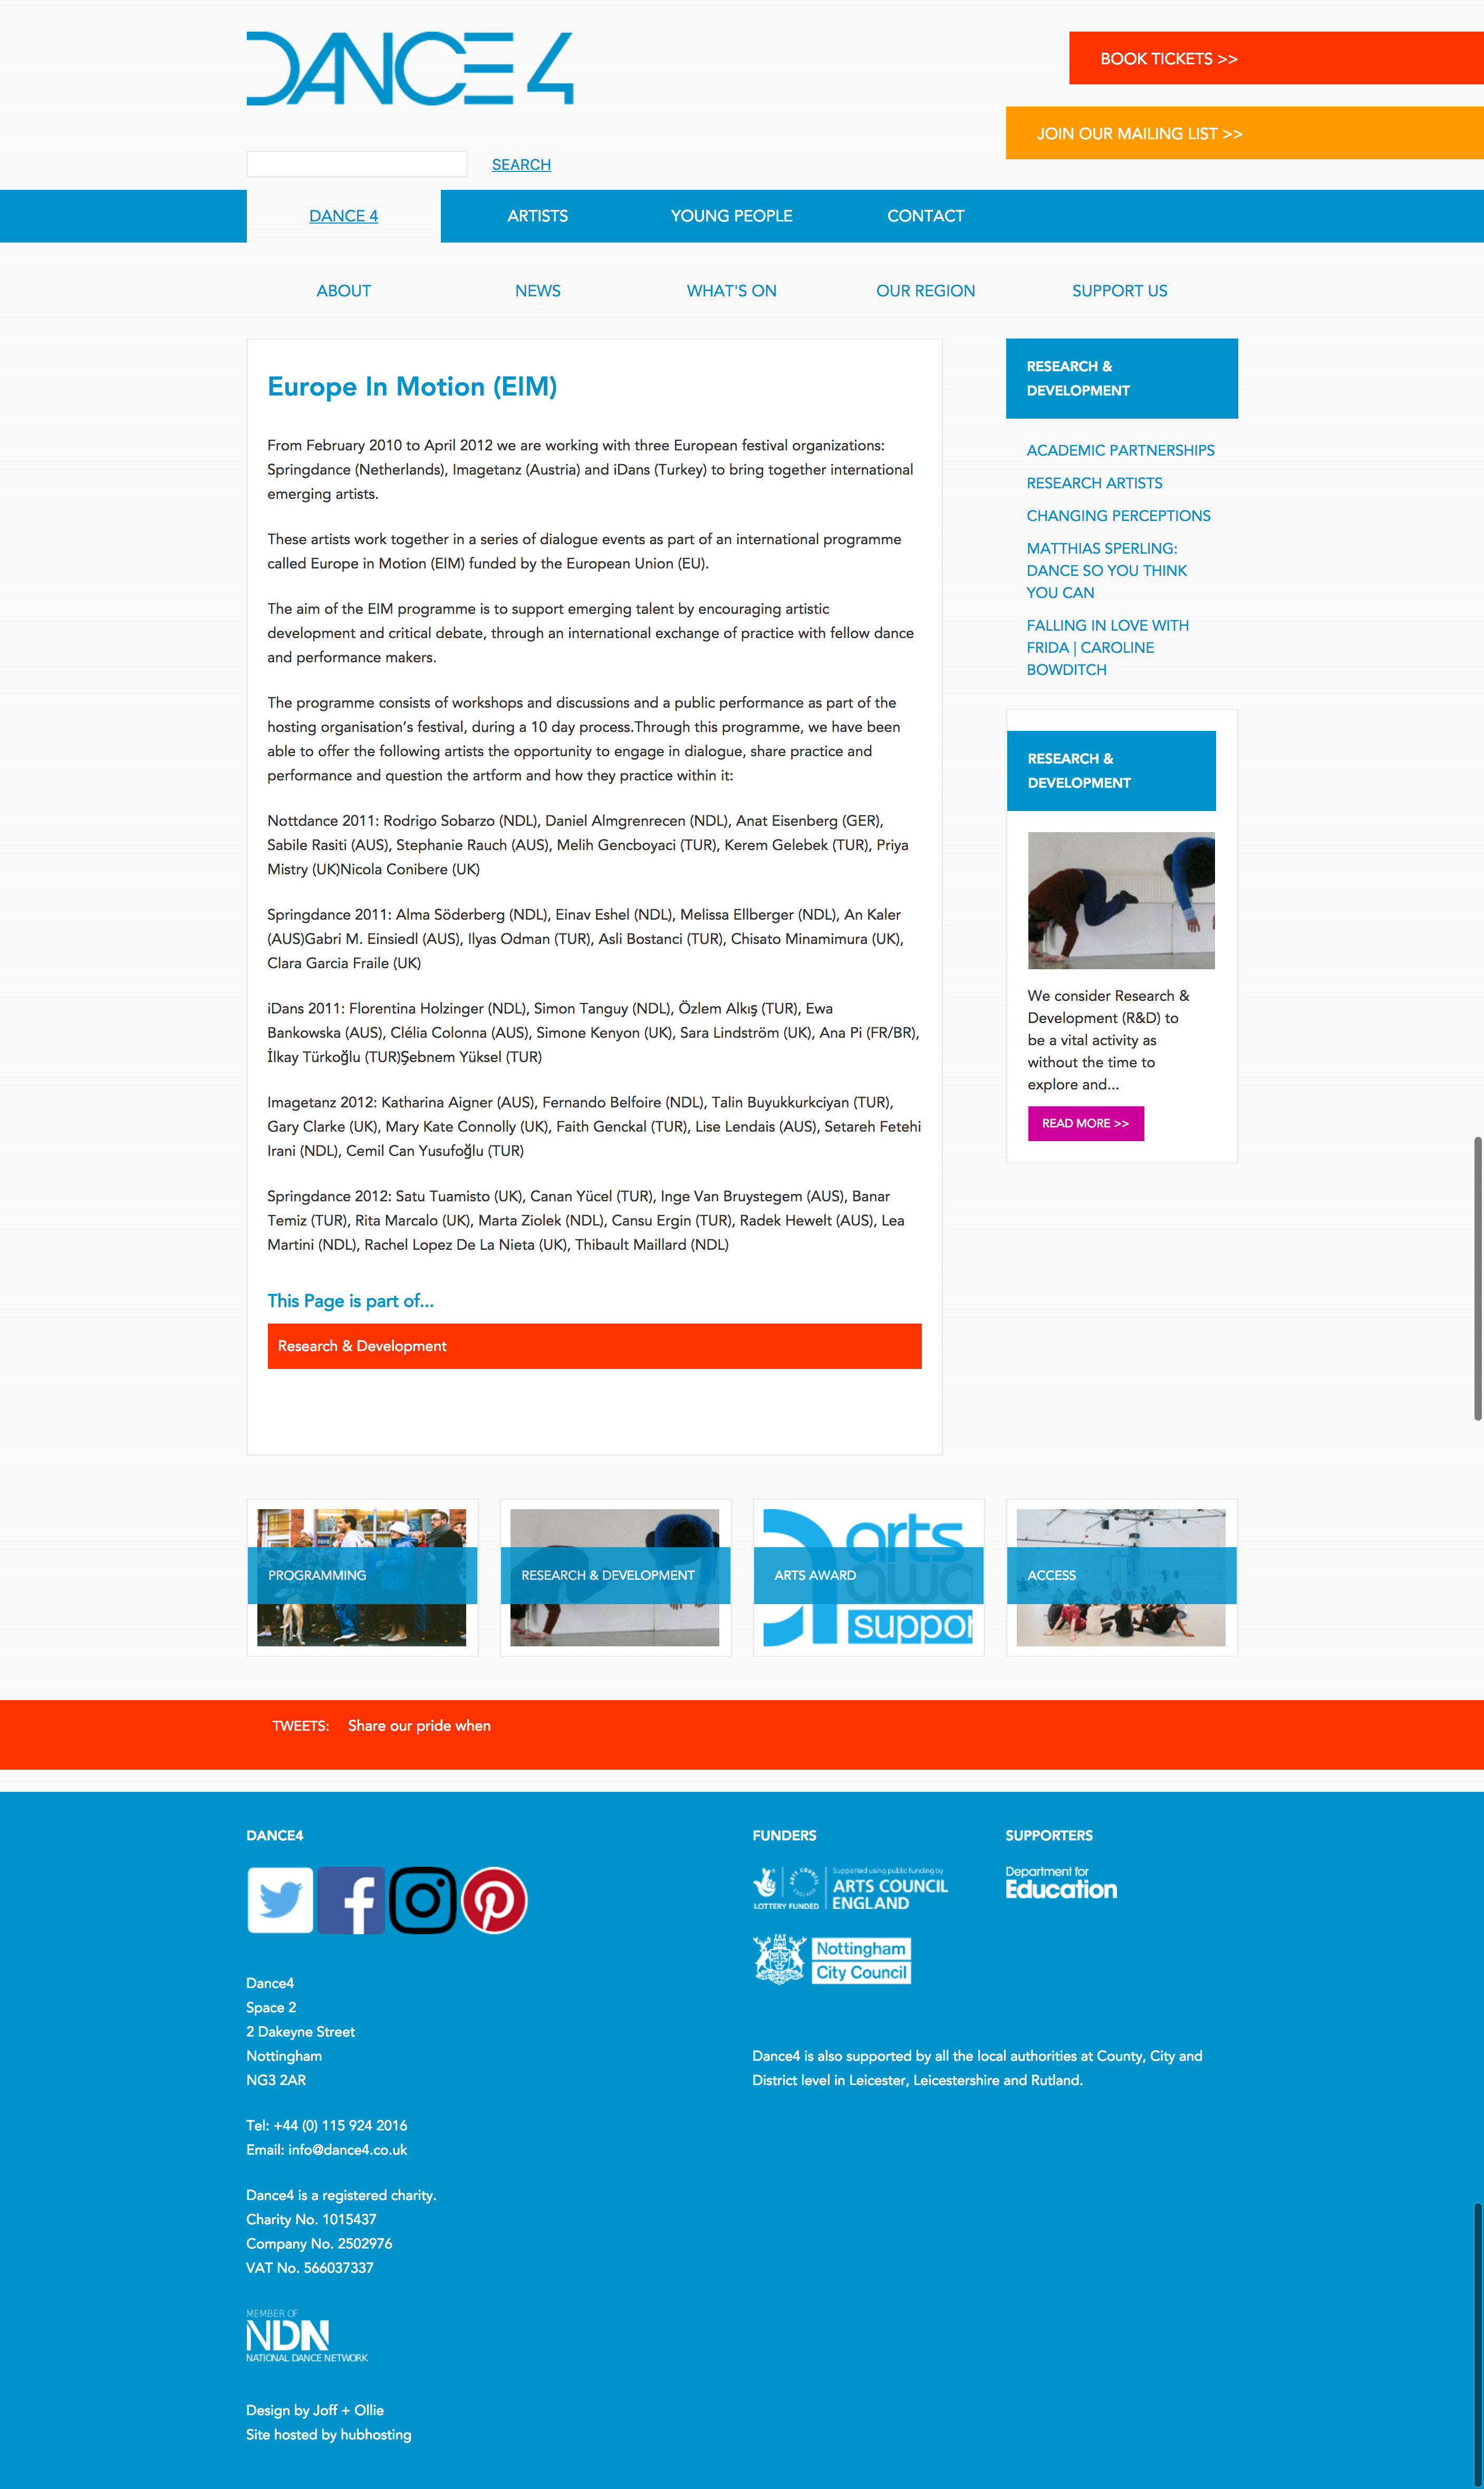 DANCE 4
BOOK TICKETS >>
JOIN OUR MAILING LIST >>
SEARCH
DANCE 4
ARTISTS
YOUNG PEOPLE
CONTACT
ABOUT
NEWS
WHAT'S ON
OUR REGION
SUPPORT US
Europe In Motion (EIM)
From February 2010 to April 2012 we are working with three European festival organizations:
Springdance (Netherlands), Imagetanz (Austria) and iDans (Turkey) to bring together international
emerging artists.
These artists work together in a series of dialogue events as part of an international programme
called Europe in Motion (EIM) funded by the European Union (EU).
The aim of the EIM programme is to support emerging talent by encouraging artistic
development and critical debate, through an international exchange of practice with fellow dance
and performance makers.
The programme consists of workshops and discussions and a public performance as part of the
hosting organisation's festival, during a 10 day process.Through this programme, we have been
able to offer the following artists the opportunity to engage in dialogue, share practice and
performance and question the artform and how they practice within it:
Nottdance 2011: Rodrigo Sobarzo (NDL), Daniel Almgrenrecen (NDL), Anat Eisenberg (GER),
Sabile Rasiti (AUS), Stephanie Rauch (AUS), Melih Gencboyaci (TUR), Kerem Gelebek (TUR), Priya
Mistry (UK)Nicola Conibere (UK)
Springdance 2011: Alma Söderberg (NDL), Einav Eshel (NDL), Melissa Ellberger (NDL), An Kaler
(AUS)Gabri M. Einsiedl (AUS), Ilyas Odman (TUR), Asli Bostanci (TUR), Chisato Minamimura (UK),
Clara Garcia Fraile (UK)
iDans 2011: Florentina Holzinger (NDL), Simon Tanguy (NDL), Özlem Alkış (TUR), Ewa
Bankowska (AUS), Clélia Colonna (AUS), Simone Kenyon (UK), Sara Lindström (UK), Ana Pi (FR/BR),
İlkay Türkoğlu (TUR)Şebnem Yüksel (TUR)
Imagetanz 2012: Katharina Aigner (AUS), Fernando Belfoire (NDL), Talin Buyukkurkciyan (TUR),
Gary Clarke (UK), Mary Kate Connolly (UK), Faith Genckal (TUR), Lise Lendais (AUS), Setareh Fetehi
Irani (NDL), Cemil Can Yusufoğlu (TUR)
Springdance 2012: Satu Tuamisto (UK), Canan Yücel (TUR), Inge Van Bruystegem (AUS), Banar
Temiz (TUR), Rita Marcalo (UK), Marta Ziolek (NDL), Cansu Ergin (TUR), Radek Hewelt (AUS), Lea
Martini (NDL), Rachel Lopez De La Nieta (UK), Thibault Maillard (NDL)
This Page is part of...
Research & Development
RESEARCH &
DEVELOPMENT
ACADEMIC PARTNERSHIPS
RESEARCH ARTISTS
CHANGING PERCEPTIONS
MATTHIAS SPERLING:
DANCE SO YOU THINK
YOU CAN
FALLING IN LOVE WITH
FRIDA | CAROLINE
BOWDITCH
RESEARCH &
DEVELOPMENT
We consider Research &
Development (R&D) to
be a vital activity as
without the time to
explore and...
READ MORE >>
PROGRAMMING
RESEARCH & DEVELOPMENT
arts
awa
ARTS AWARD
suppor
ACCESS
TWEETS: Share our pride when
DANCE4
Dance4
Space 2
2 Dakeyne Street
Nottingham
NG3 2AR
Tel: +44 (0) 115 924 2016
Email: info@dance4.co.uk
Dance4 is a registered charity.
Charity No. 1015437
Company No. 2502976
VAT No. 566037337
MEMBER OF
NDN
NATIONAL DANCE NETWORK
Design by Joff + Ollie
Site hosted by hubhosting
FUNDERS
LOTTERY FUNDED
ARTS COUNCIL
ENGLAND
Supported using public funding by
ARTS COUNCIL
ENGLAND
Nottingham
City Council
SUPPORTERS
Department for
Education
Dance4 is also supported by all the local authorities at County, City and
District level in Leicester, Leicestershire and Rutland.